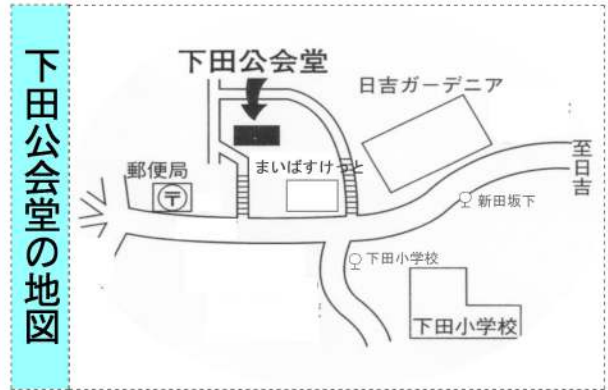 下田公会堂の地図
下田公会堂
日吉ガーデニア
郵便局
〒
まいばすけっと
至日吉
新田坂下
下田小学校
下田小学校